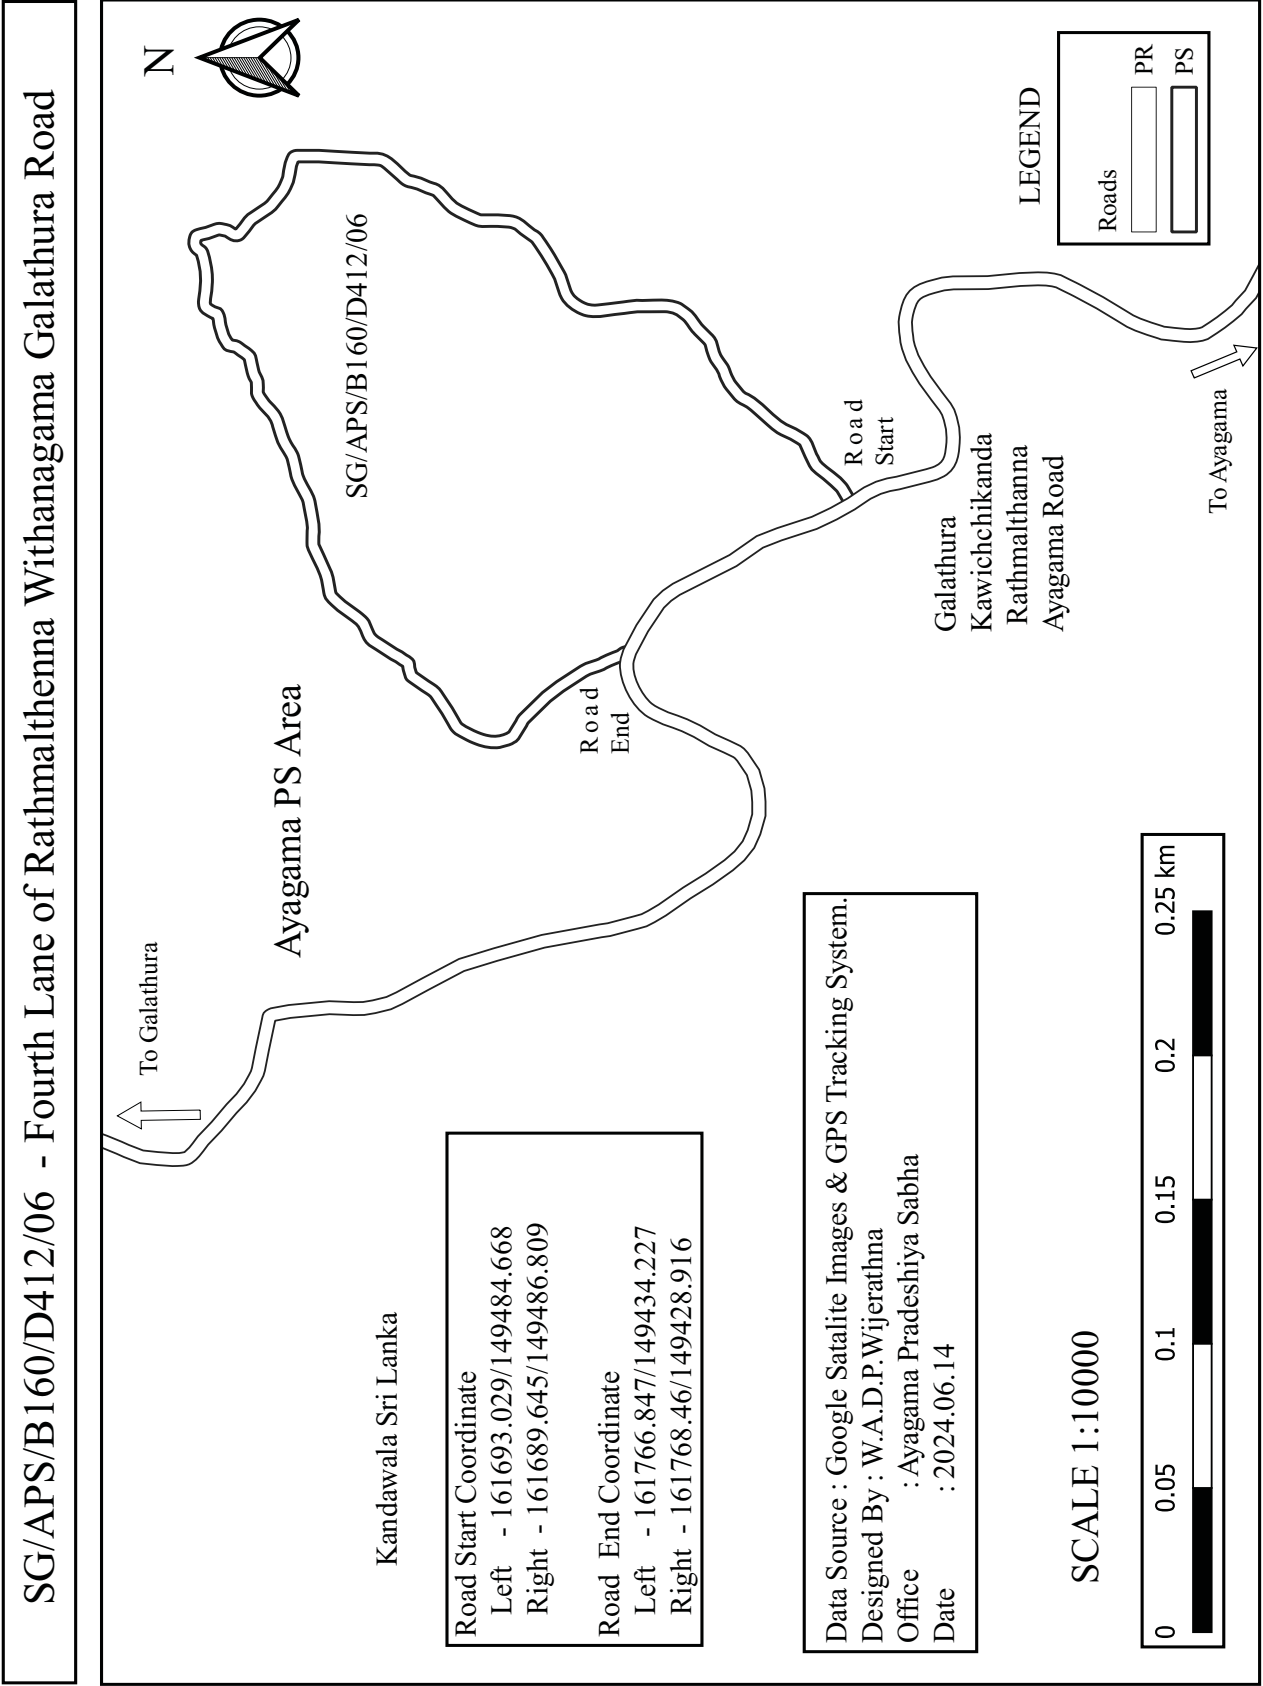 SG/APS/B160/D412/06 - Fourth Lane of Rathmalthenna Withanagama Galathura Road
N
To Galathura
Ayagama PS Area
SG/APS/B160/D412/06
Kandawala Sri Lanka
Road Start Coordinate
Left - 161693.029/149484.668
Right - 161689.645/149486.809
Road End Coordinate
Left - 161766.847/149434.227
Right - 161768.46/149428.916
Road
End
Road
Start
Galathura
Kawichchikanda
Rathmalthanna
Ayagama Road
To Ayagama
LEGEND
Roads
PR
PS
Data Source : Google Satalite Images & GPS Tracking System.
Designed By : W.A.D.P.Wijerathna
Office : Ayagama Pradeshiya Sabha
Date : 2024.06.14
SCALE 1:10000
0 0.05 0.1 0.15 0.2 0.25 km